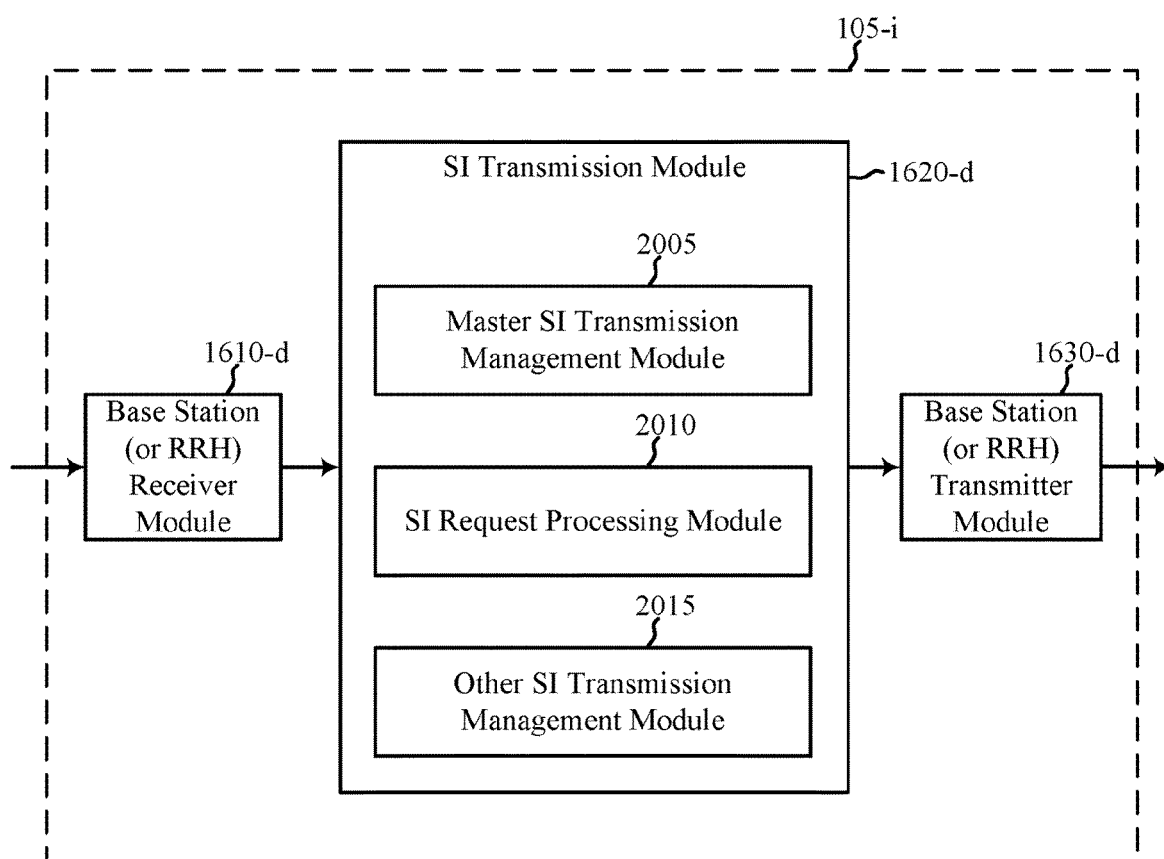 105-i
SI Transmission Module
1620-d
2005
Master SI Transmission
Management Module
1610-d
Base Station
(or RRH)
Receiver
Module
2010
SI Request Processing Module
1630-d
Base Station
(or RRH)
Transmitter
Module
2015
Other SI Transmission
Management Module